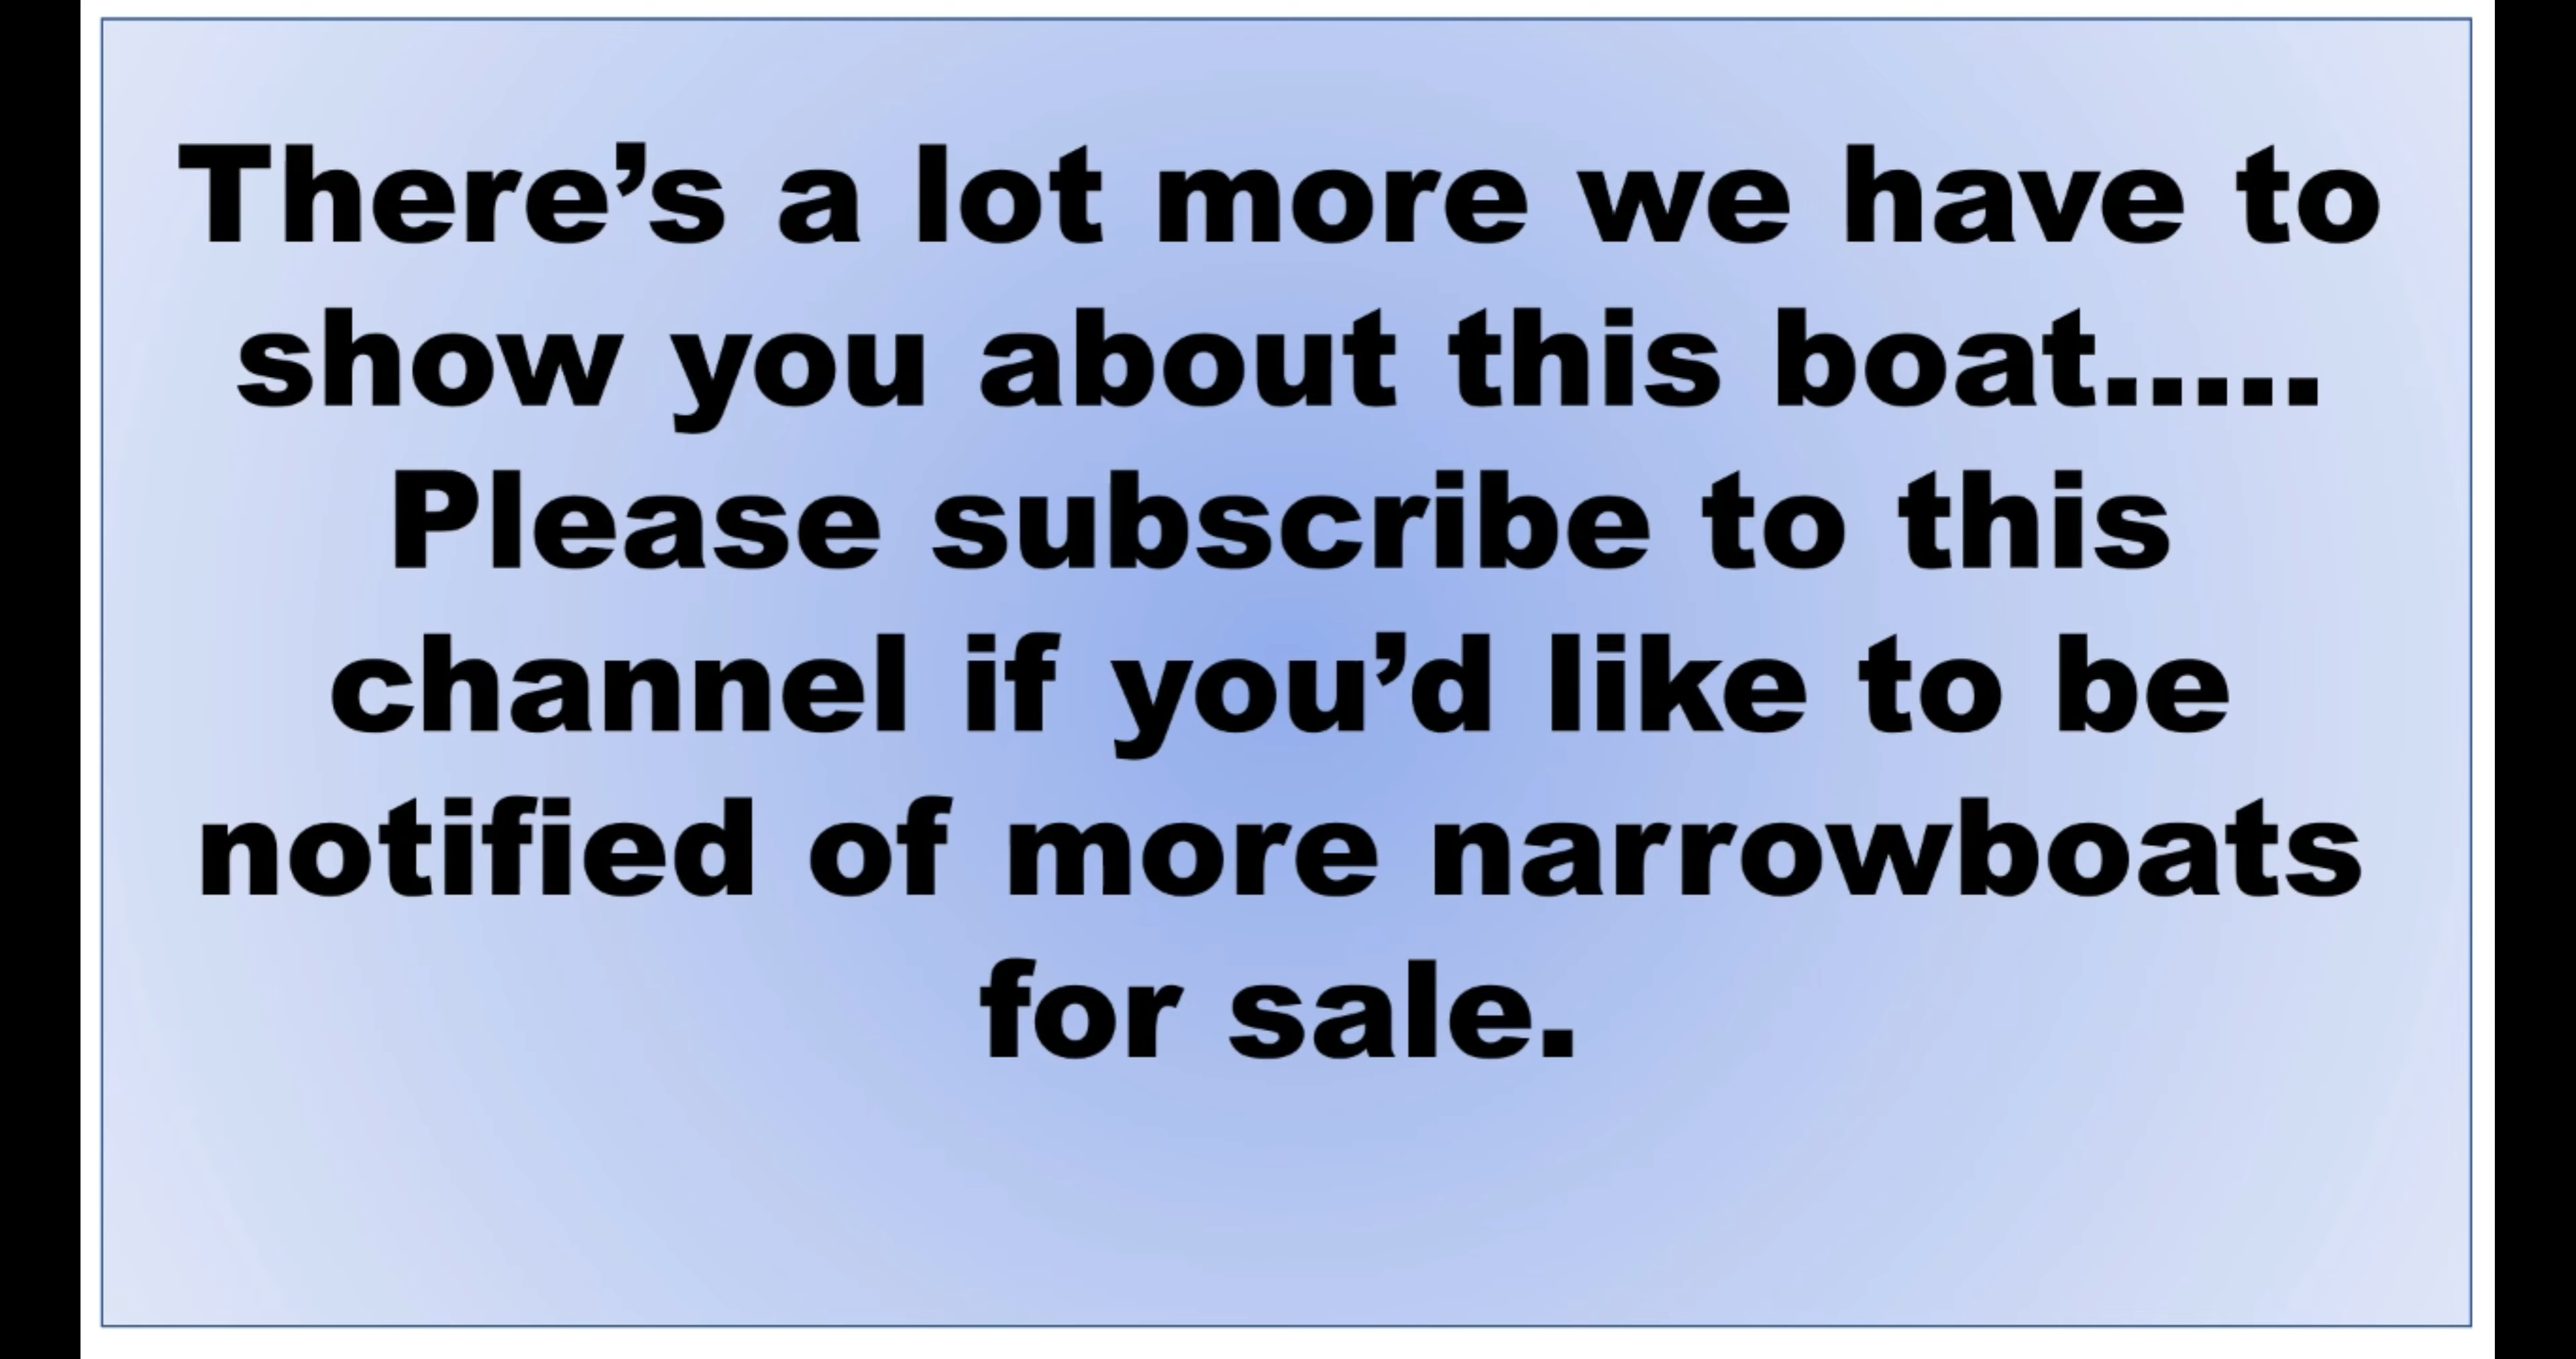 There’s a lot more we have to
show you about this boat.....
Please subscribe to this
channel if you’d like to be
notified of more narrowboats
for sale.